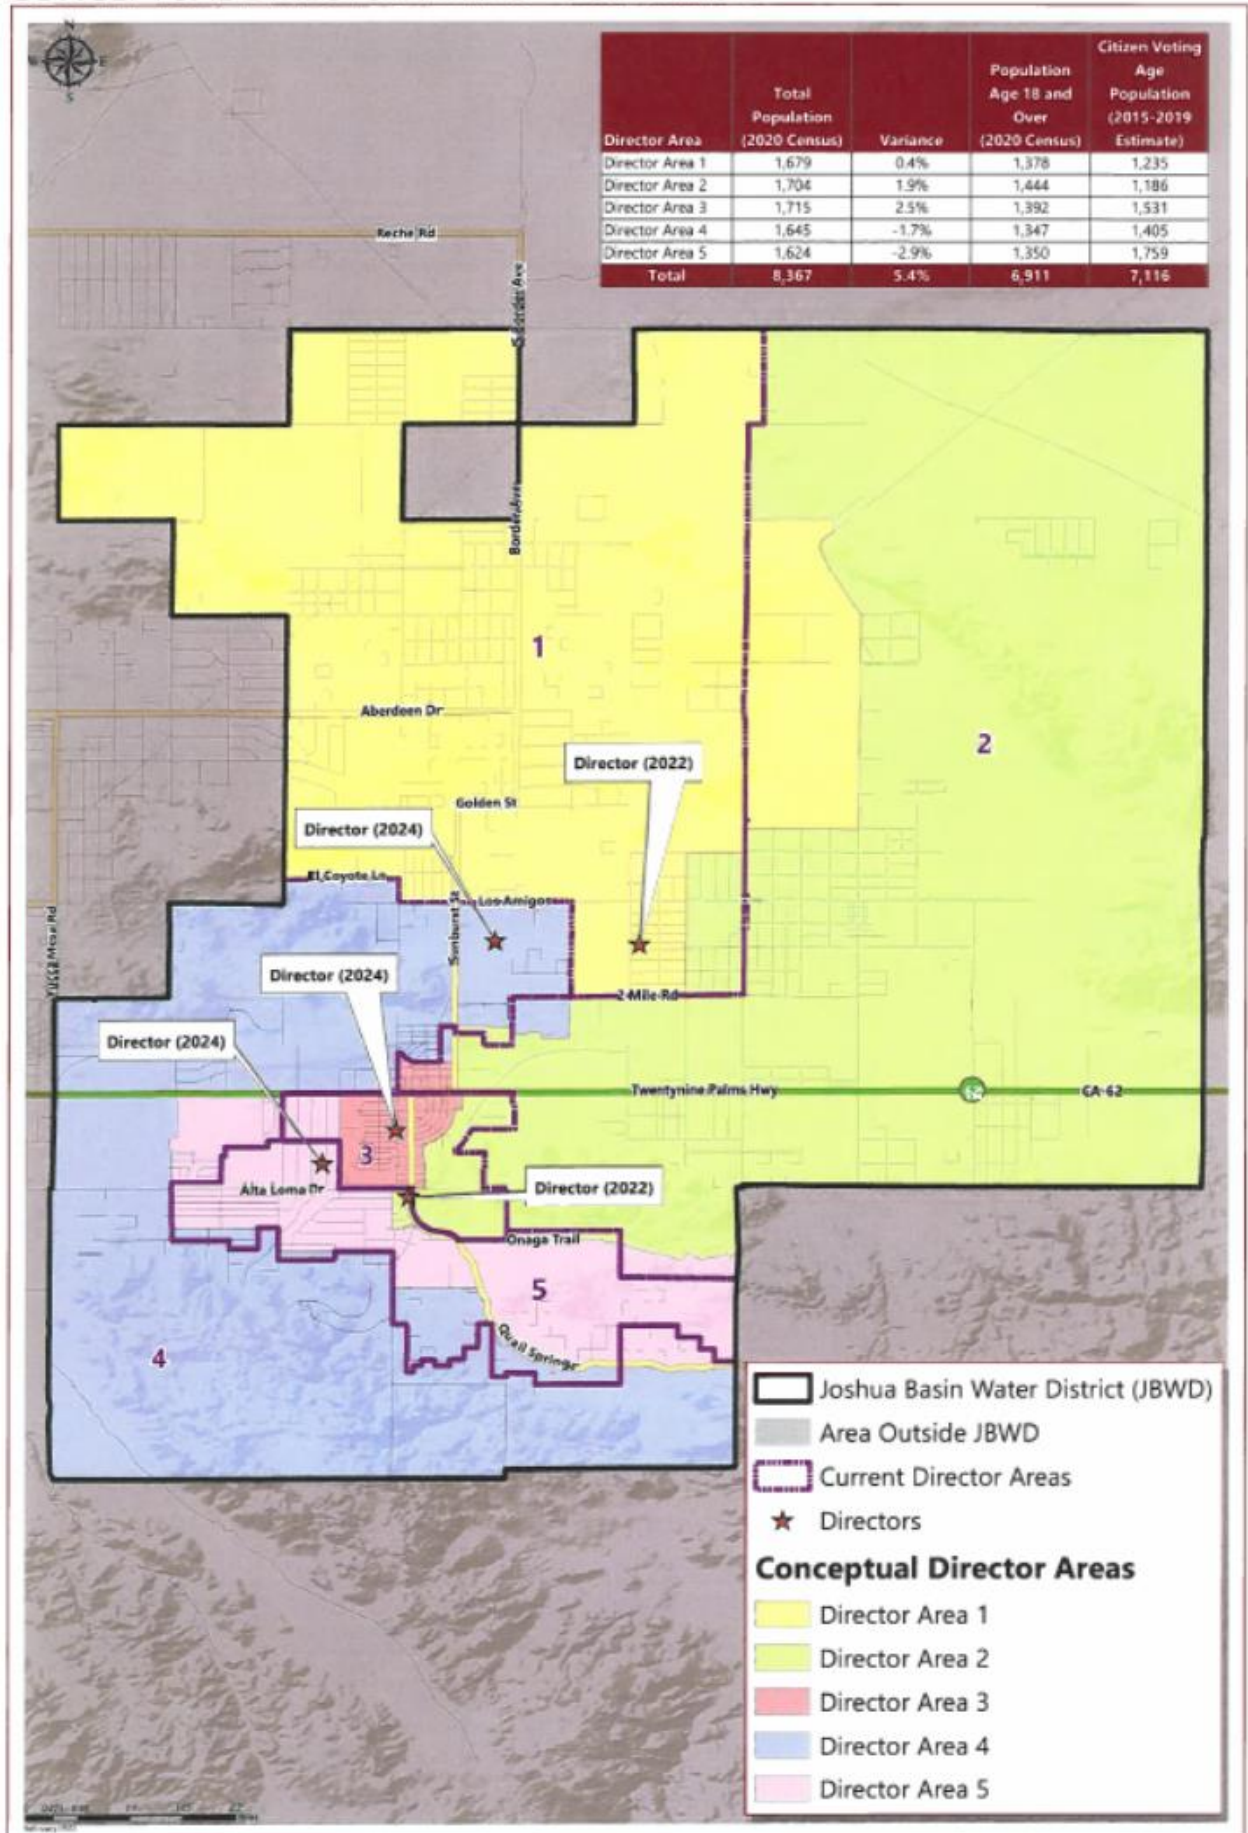 N
E
S
Director Area
Total Population (2020 Census)
Variance
Population Age 18 and Over (2020 Census)
Citizen Voting Age Population (2015-2019 Estimate)
Director Area 1 1,679 0.4% 1,378 1,235
Director Area 2 1,704 1.9% 1,444 1,186
Director Area 3 1,715 2.5% 1,392 1,531
Director Area 4 1,645 -1.7% 1,347 1,405
Director Area 5 1,624 -2.9% 1,350 1,759
Total 8,367 5.4% 6,911 7,116
Reche Rd
Border Ave
1
Aberdeen Dr
2
Director (2022)
Golden St
Director (2024)
El Coyote Ln
Los Amigos
Sunburst St
Yucca Mesa Rd
Director (2024)
2 Mile Rd
Director (2024)
Twentynine Palms Hwy
62
CA-62
3
Alta Loma Dr
Director (2022)
Onaga Trail
5
Quail Springs
4
Joshua Basin Water District (JBWD)
Area Outside JBWD
Current Director Areas
Directors
Conceptual Director Areas
Director Area 1
Director Area 2
Director Area 3
Director Area 4
Director Area 5